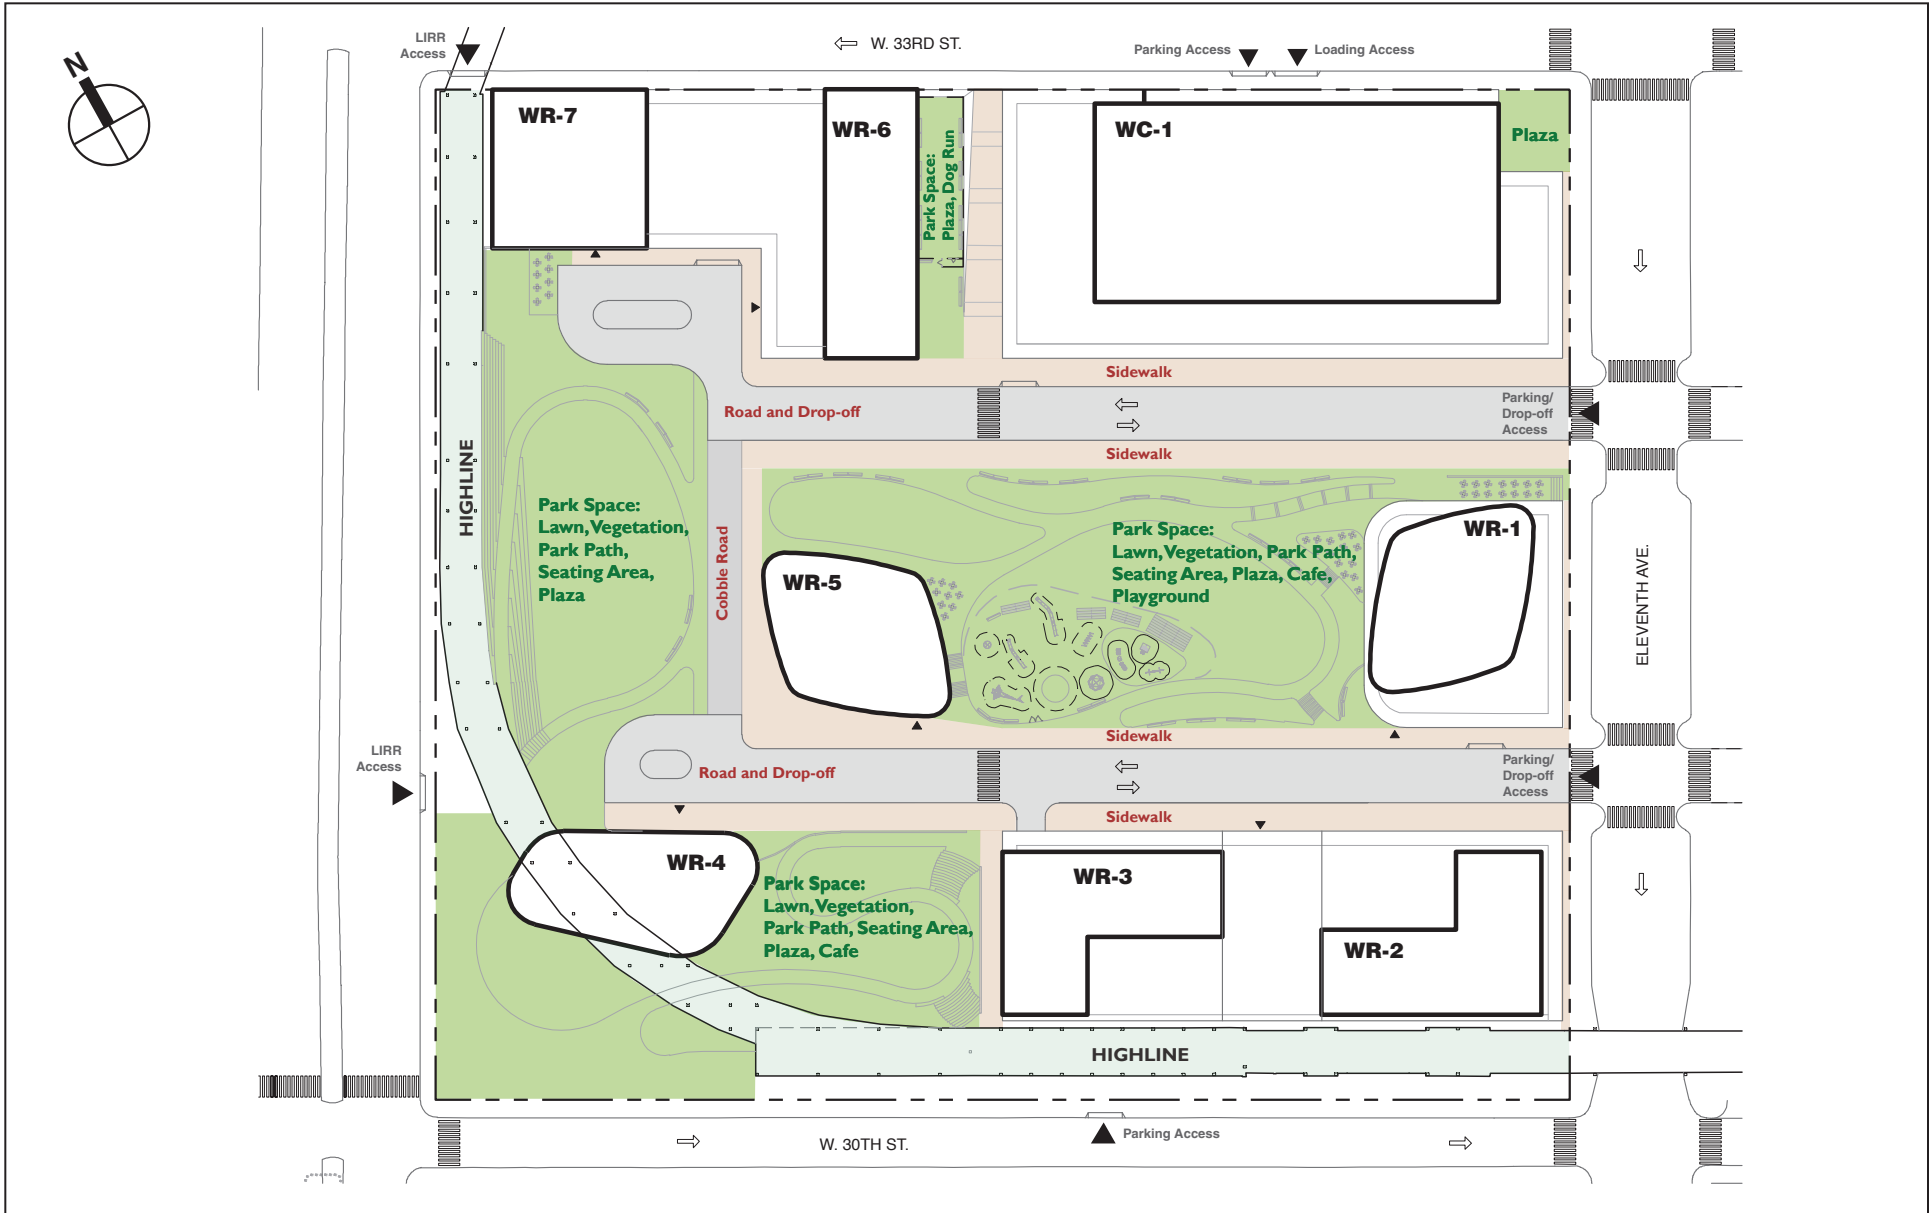 N
LIRR
Access
W. 33RD ST.
Parking Access
Loading Access
WR-7
WR-6
Park Space:
Plaza, Dog Run
WC-1
Plaza
Sidewalk
Road and Drop-off
Parking/
Drop-off
Access
Sidewalk
HIGHLINE
Park Space:
Lawn, Vegetation,
Park Path,
Seating Area,
Plaza
Cobble Road
WR-5
Park Space:
Lawn, Vegetation, Park Path,
Seating Area, Plaza, Cafe,
Playground
WR-1
ELEVENTH AVE.
Sidewalk
LIRR
Access
Road and Drop-off
Parking/
Drop-off
Access
Sidewalk
WR-4
Park Space:
Lawn, Vegetation,
Park Path, Seating Area,
Plaza, Cafe
WR-3
WR-2
HIGHLINE
W. 30TH ST.
Parking Access